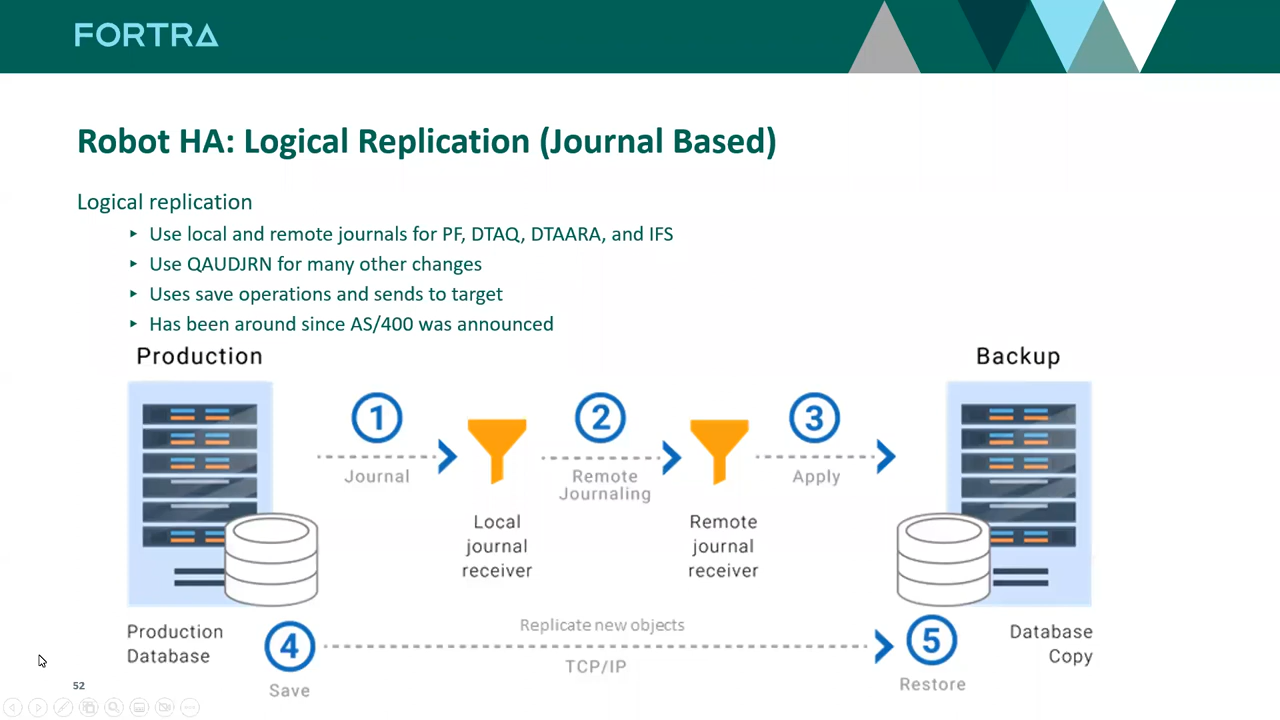 FORTRA
Robot HA: Logical Replication (Journal Based)
Logical replication
Use local and remote journals for PF, DTAQ, DTAARA, and IFS
Use QAUDJRN for many other changes
Uses save operations and sends to target
Has been around since AS/400 was announced
Production
Backup
1
2
3
Journal
Remote
Journaling
Apply
Local
journal
receiver
Remote
journal
receiver
Production
Database
4
Save
Replicate new objects
TCP/IP
5
Restore
Database
Copy
52